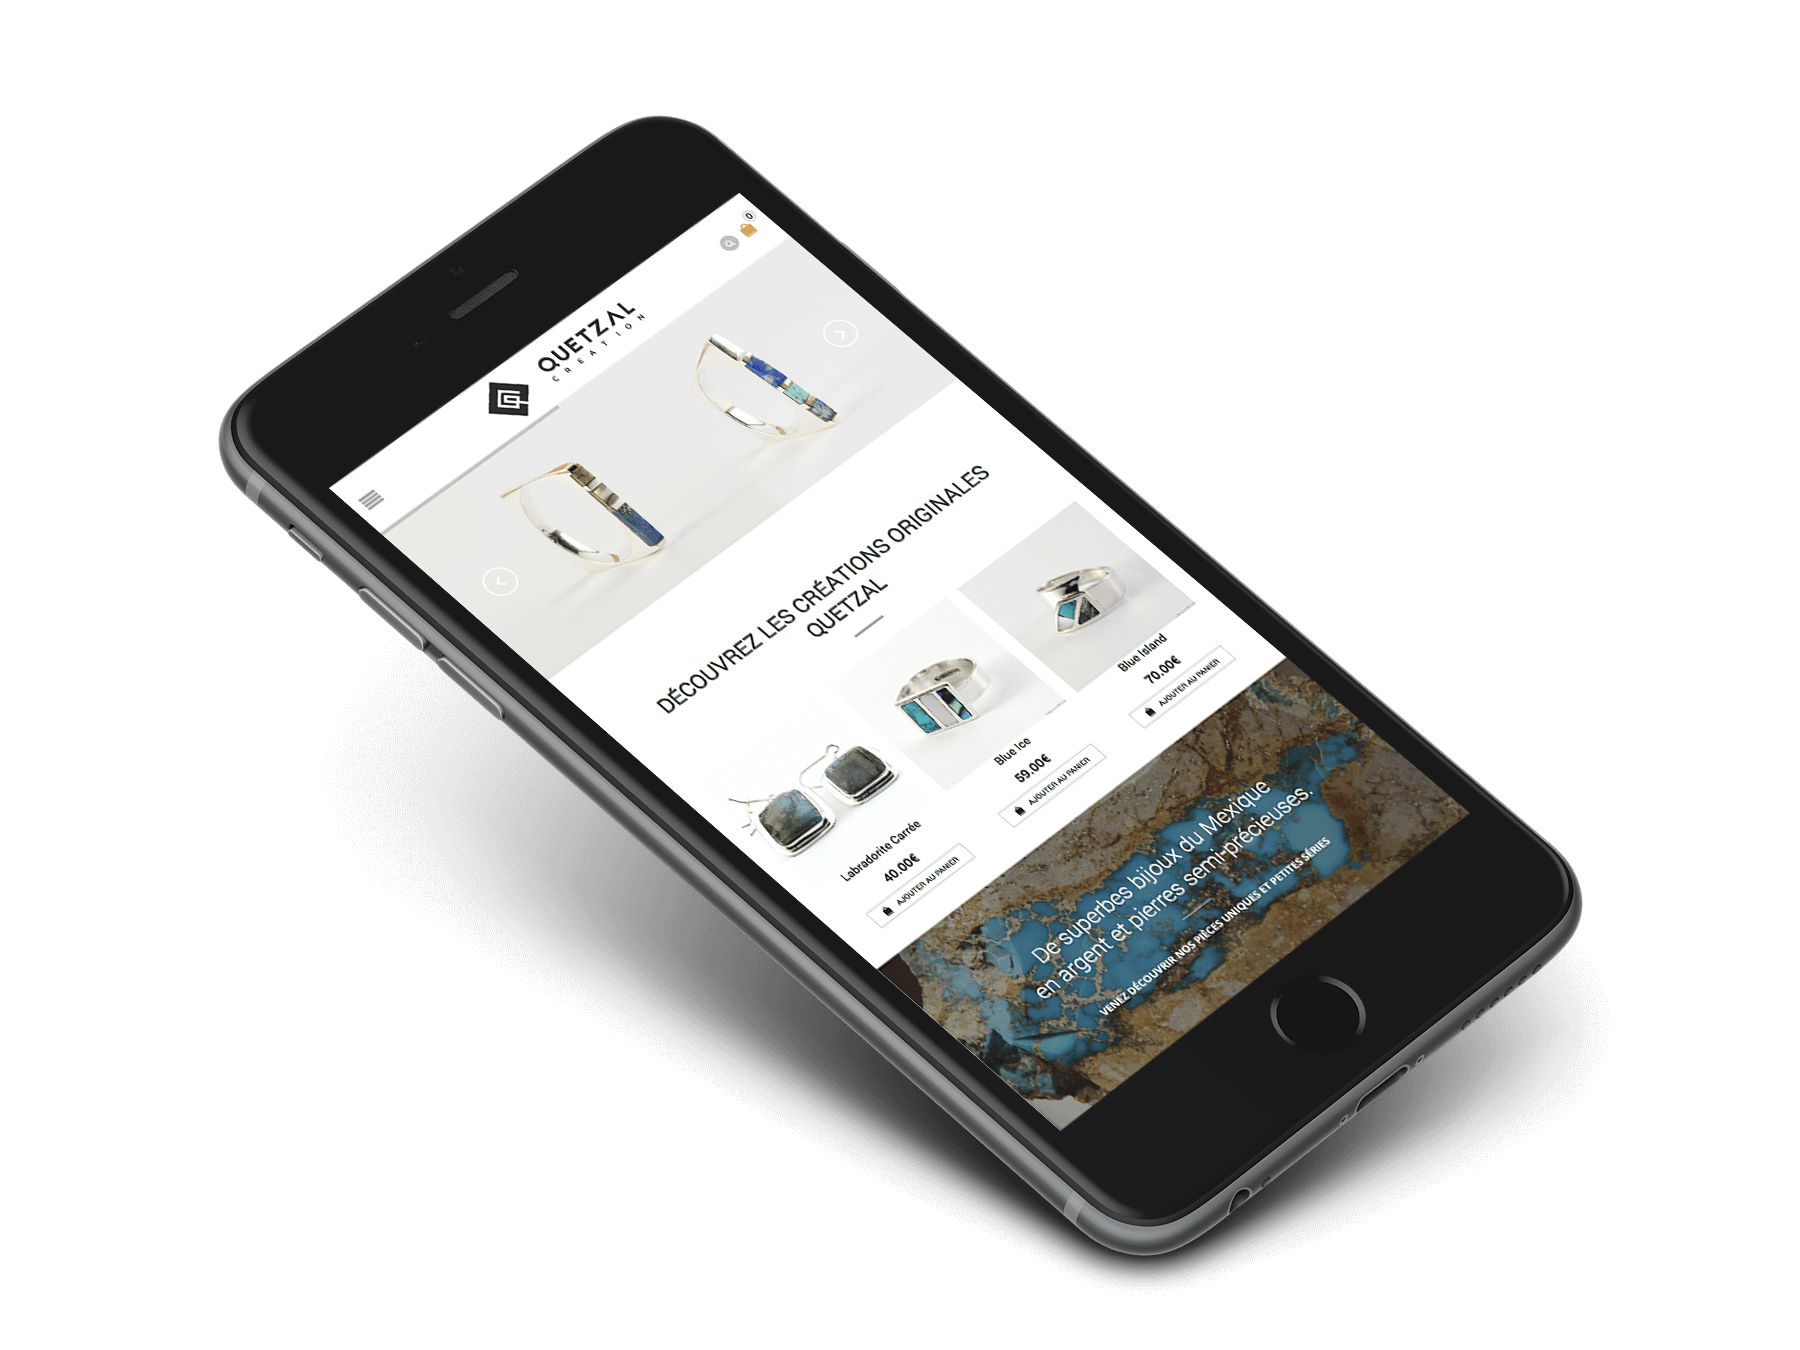 0
QUETZAL
CRÉATION
DÉCOUVREZ LES CRÉATIONS ORIGINALES
QUETZAL
Labradorite Carrée
40.00€
AJOUTER AU PANIER
Blue Ice
59.00€
AJOUTER AU PANIER
Blue Island
70.00€
AJOUTER AU PANIER
De superbes bijoux du Mexique
en argent et pierres semi-précieuses.
VENEZ DÉCOUVRIR NOS PIÈCES UNIQUES ET PETITES SÉRIES